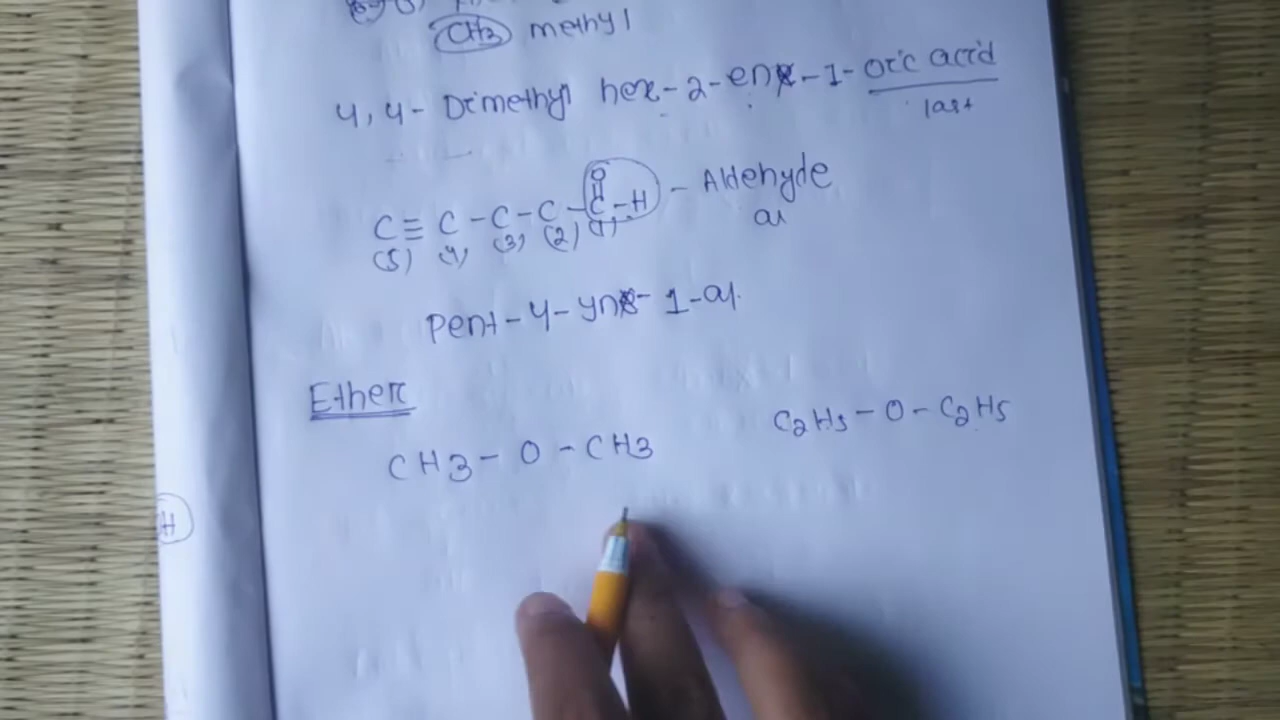 CH3 methyl
4,4- Dimethyl hex-2-en-1-oic acid
last
O
C≡C-C-C-C-H - Aldehyde
(5) (4) (3) (2) (1) al
Pent-4-yn-1-al.
Ether
CH3-O-CH3 C2H5-O-C2H5
H